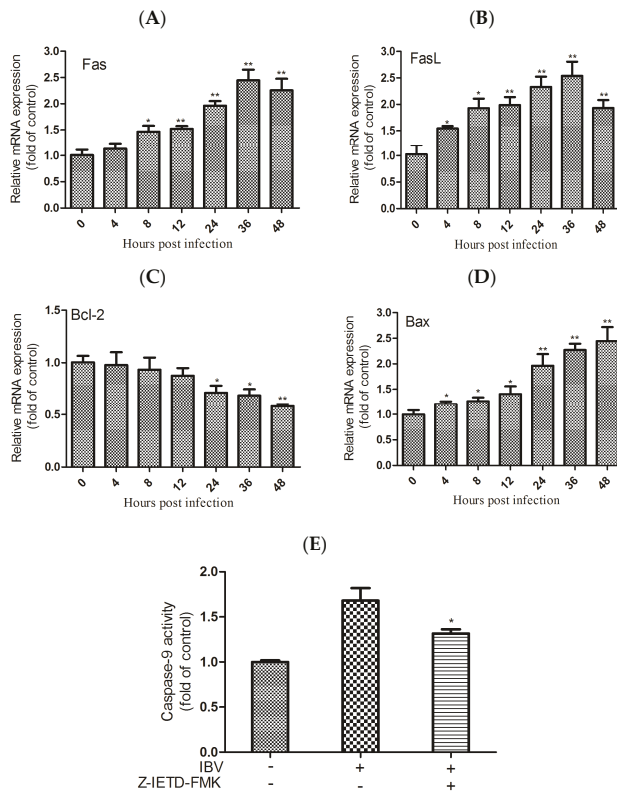 (A)
Fas
Relative mRNA expression
(fold of control)
3.0
2.5
2.0
1.5
1.0
0.5
0.0
* ** ** ** **
0 4 8 12 24 36 48
Hours post infection
(B)
FasL
Relative mRNA expression
(fold of control)
3.0
2.5
2.0
1.5
1.0
0.5
0.0
* * ** ** ** **
0 4 8 12 24 36 48
Hours post infection
(C)
Bcl-2
Relative mRNA expression
(fold of control)
1.5
1.0
0.5
0.0
* * **
0 4 8 12 24 36 48
Hours post infection
(D)
Bax
Relative mRNA expression
(fold of control)
3.0
2.5
2.0
1.5
1.0
0.5
0.0
* * * ** ** **
0 4 8 12 24 36 48
Hours post infection
(E)
Caspase-9 activity
(fold of control)
2.0
1.5
1.0
0.5
0.0
*
IBV - + +
Z-IETD-FMK - - +